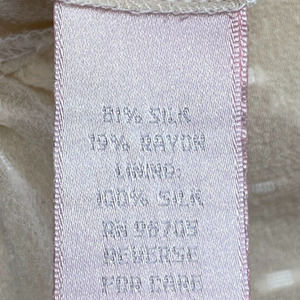 81% SILK
19% RAYON
LINING:
100% SILK
RN 96703
REVERSE
FOR CARE